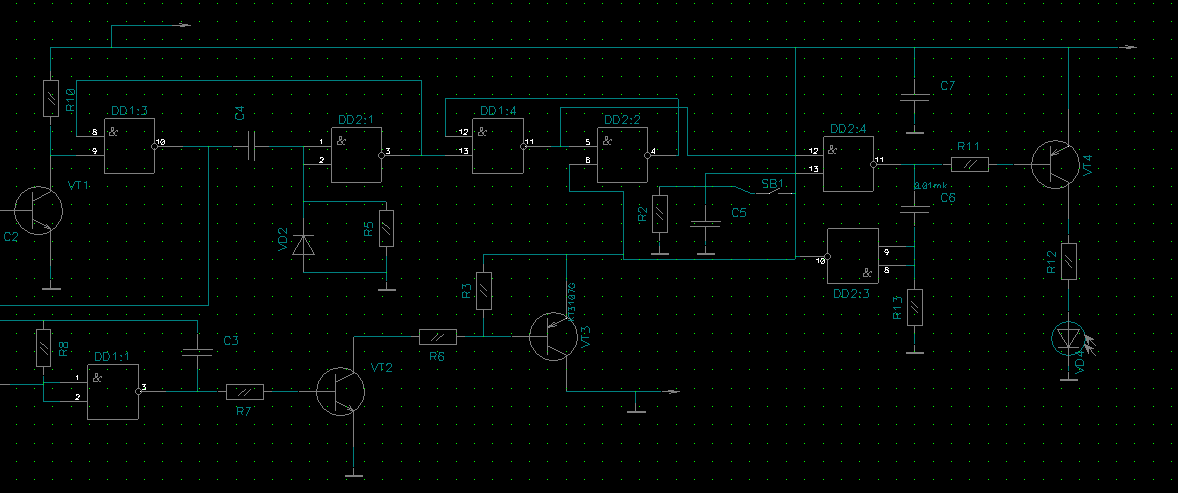 R10
DD1:3
&
8
9
10
C4
DD2:1
&
1
2
3
DD1:4
&
12
13
11
DD2:2
&
5
6
4
C7
DD2:4
&
12
13
11
R11
VT4
VT1
C2
VD2
R5
R2
SB1
C5
0.01mk
C6
DD2:3
&
10
9
8
R13
R12
VD4
R3
KT3107G
VT3
R6
VT2
R8
DD1:1
&
1
2
3
C3
R7